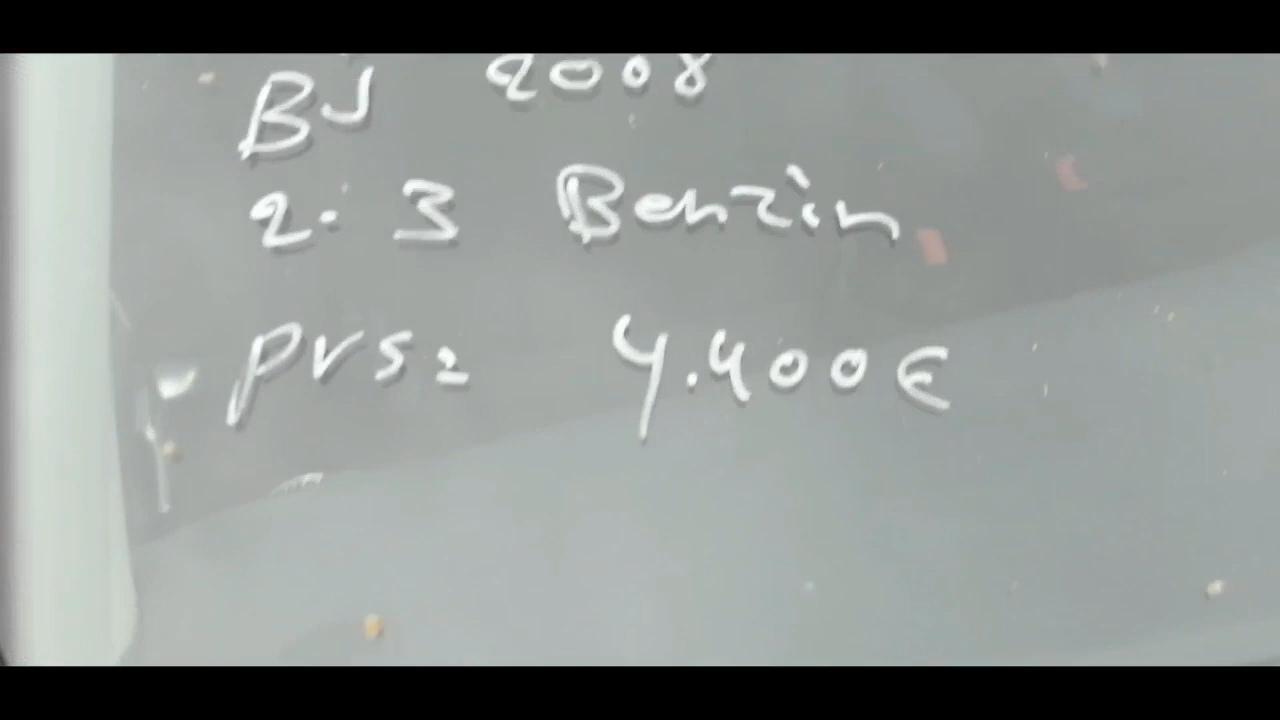 BJ 2008
2.3 Benzin
prs= 4.400€